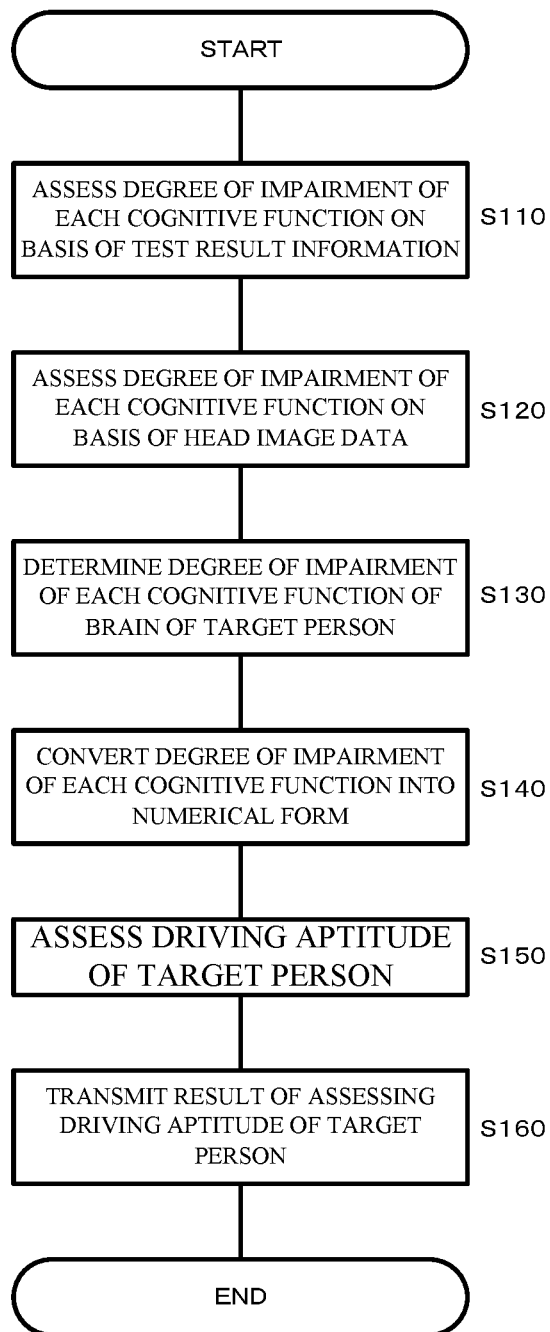 START
ASSESS DEGREE OF IMPAIRMENT OF
EACH COGNITIVE FUNCTION ON
BASIS OF TEST RESULT INFORMATION
S110
ASSESS DEGREE OF IMPAIRMENT OF
EACH COGNITIVE FUNCTION ON
BASIS OF HEAD IMAGE DATA
S120
DETERMINE DEGREE OF IMPAIRMENT
OF EACH COGNITIVE FUNCTION OF
BRAIN OF TARGET PERSON
S130
CONVERT DEGREE OF IMPAIRMENT
OF EACH COGNITIVE FUNCTION INTO
NUMERICAL FORM
S140
ASSESS DRIVING APTITUDE
OF TARGET PERSON
S150
TRANSMIT RESULT OF ASSESSING
DRIVING APTITUDE OF TARGET
PERSON
S160
END